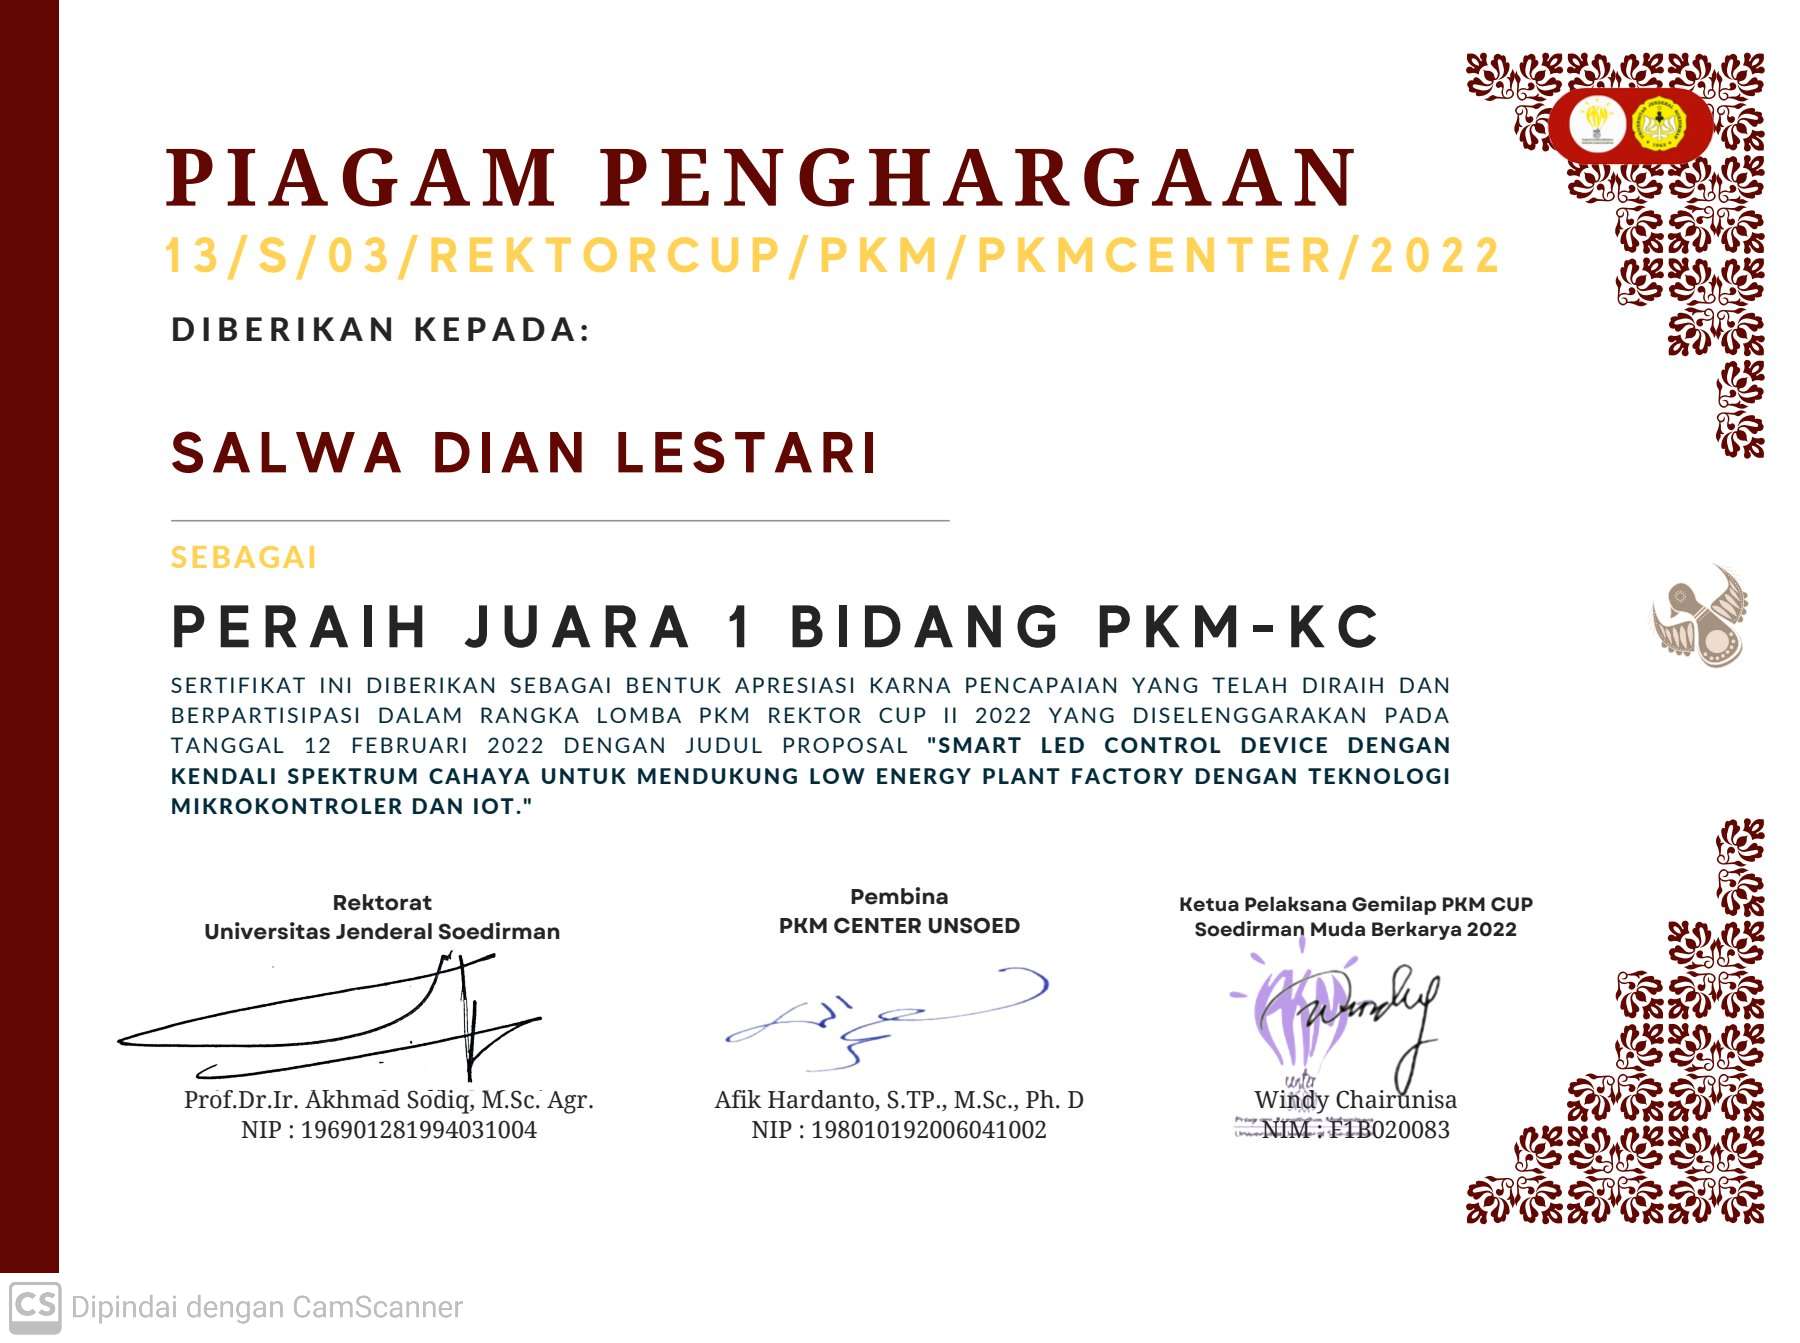 PIAGAM PENGHARGAAN
13/S/03/REKTORCUP/PKM/PKMCENTER/2022
DIBERIKAN KEPADA:
SALWA DIAN LESTARI
SEBAGAI
PERAIH JUARA 1 BIDANG PKM-KC
SERTIFIKAT INI DIBERIKAN SEBAGAI BENTUK APRESIASI KARNA PENCAPAIAN YANG TELAH DIRAIH DAN
BERPARTISIPASI DALAM RANGKA LOMBA PKM REKTOR CUP II 2022 YANG DISELENGGARAKAN PADA
TANGGAL 12 FEBRUARI 2022 DENGAN JUDUL PROPOSAL "SMART LED CONTROL DEVICE DENGAN
KENDALI SPEKTRUM CAHAYA UNTUK MENDUKUNG LOW ENERGY PLANT FACTORY DENGAN TEKNOLOGI
MIKROKONTROLER DAN IOT."
Rektorat
Universitas Jenderal Soedirman
Prof.Dr.Ir. Akhmad Sodiq, M.Sc. Agr.
NIP : 196901281994031004
Pembina
PKM CENTER UNSOED
Afik Hardanto, S.TP., M.Sc., Ph. D
NIP : 198010192006041002
Ketua Pelaksana Gemilap PKM CUP
Soedirman Muda Berkarya 2022
PKM
Windy
Windy Chairunisa
NIM : F1B020083
CS Dipindai dengan CamScanner